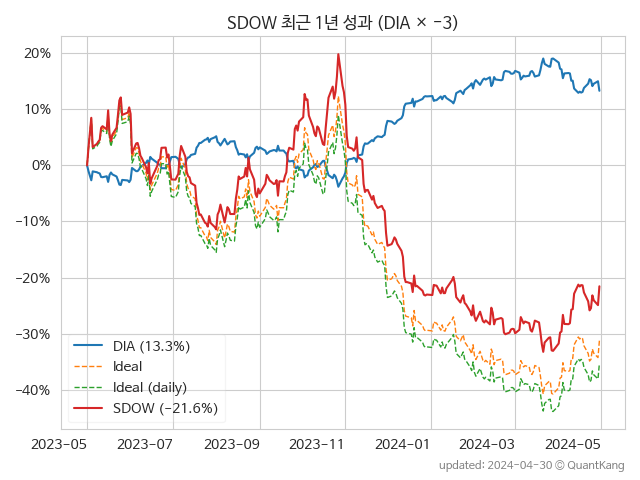 SDOW 최근 1년 성과 (DIA × −3)
20%
10%
0%
−10%
−20%
−30%
−40%
DIA (13.3%)
Ideal
Ideal (daily)
SDOW (−21.6%)
2023-05
2023-07
2023-09
2023-11
2024-01
2024-03
2024-05
updated: 2024-04-30 © QuantKang